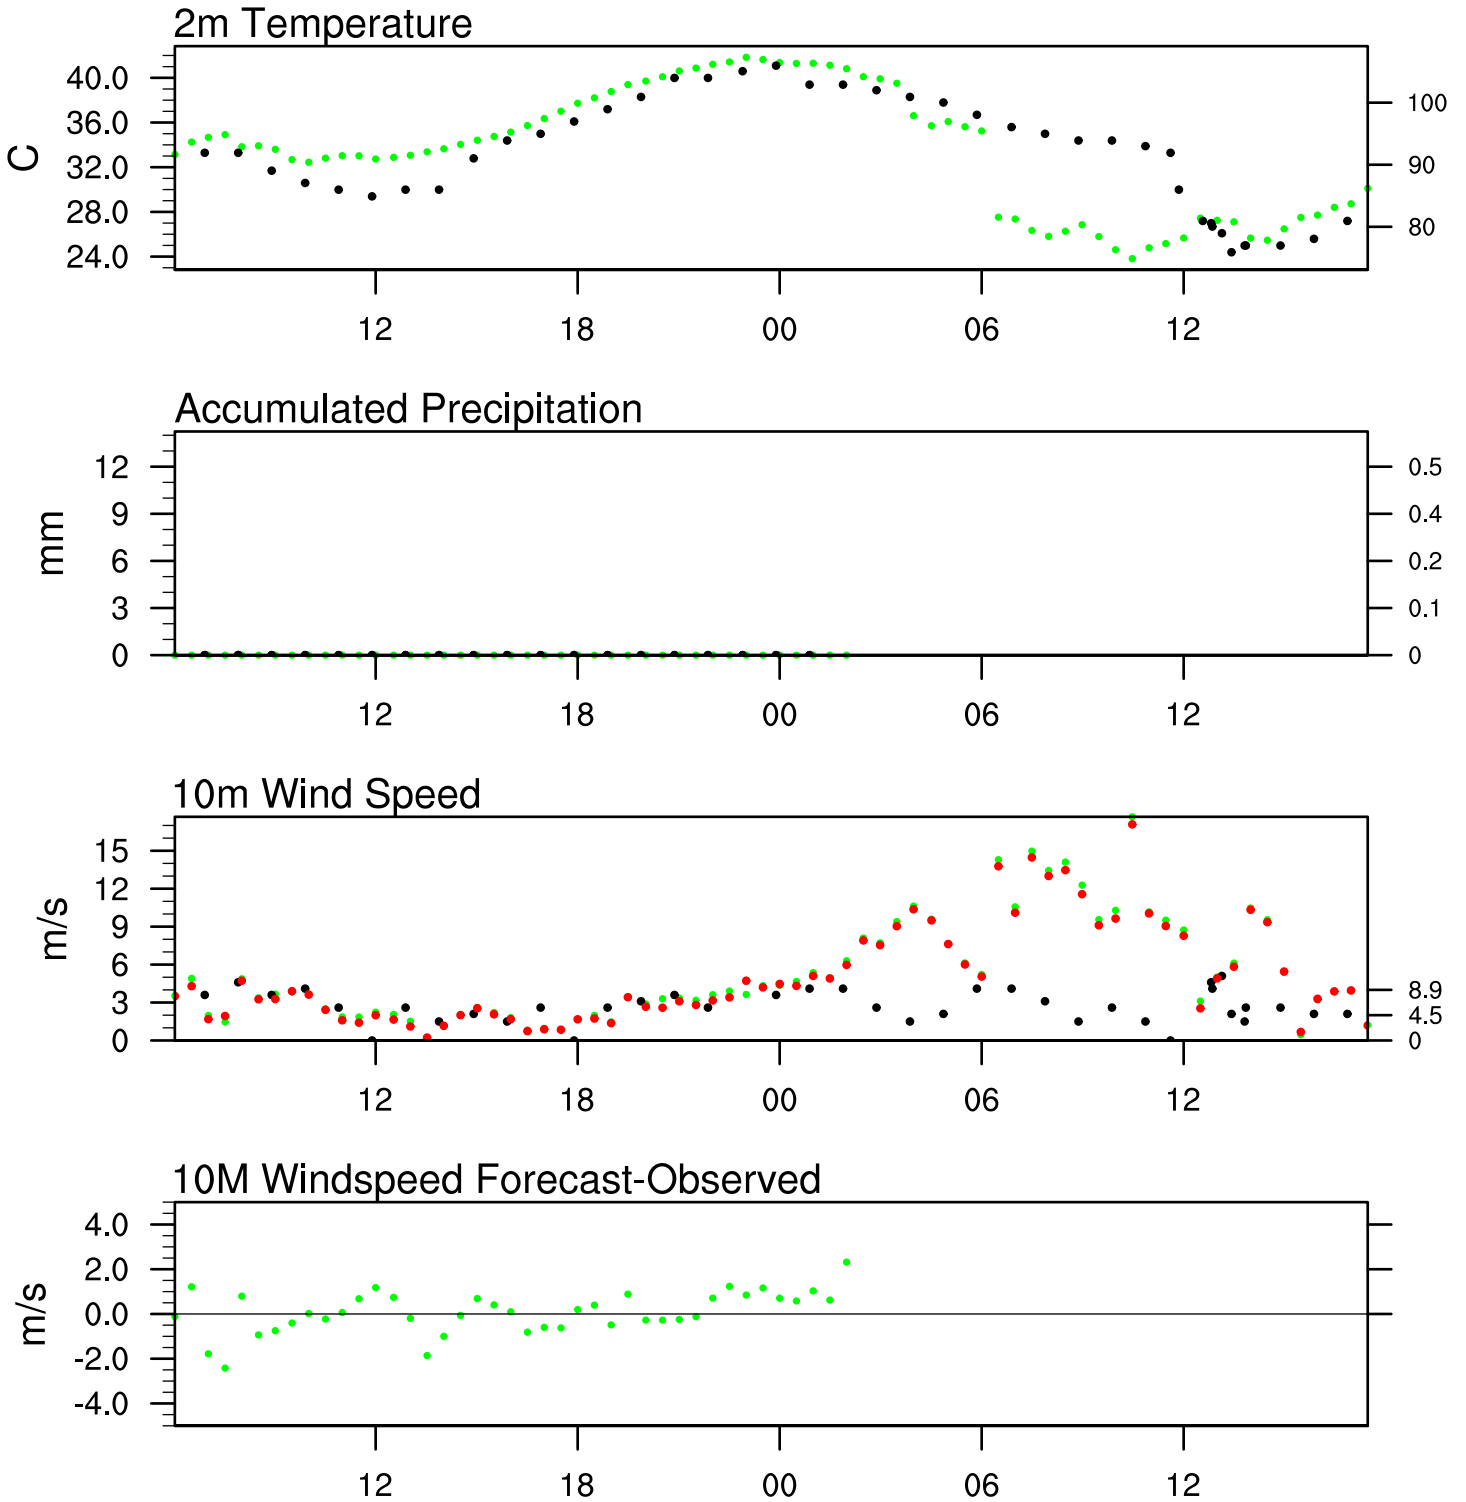 2m Temperature
40.0
36.0
32.0
28.0
24.0
C
100
90
80
12 18 00 06 12
Accumulated Precipitation
12
9
6
3
0
mm
0.5
0.4
0.2
0.1
0
12 18 00 06 12
10m Wind Speed
15
12
9
6
3
0
m/s
8.9
4.5
0
12 18 00 06 12
10M Windspeed Forecast-Observed
4.0
2.0
0.0
-2.0
-4.0
m/s
12 18 00 06 12